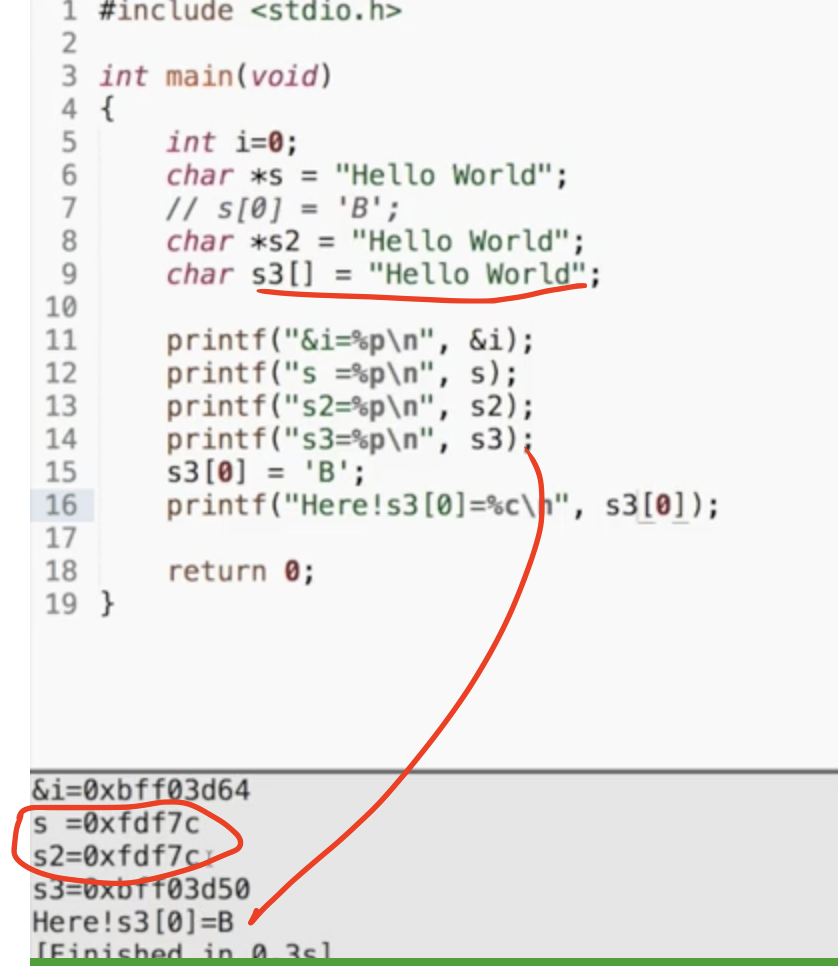 1 #include <stdio.h>
2
3 int main(void)
4 {
5 int i=0;
6 char *s = "Hello World";
7 // s[0] = 'B';
8 char *s2 = "Hello World";
9 char s3[] = "Hello World";
10
11 printf("&i=%p\n", &i);
12 printf("s =%p\n", s);
13 printf("s2=%p\n", s2);
14 printf("s3=%p\n", s3);
15 s3[0] = 'B';
16 printf("Here!s3[0]=%c\n", s3[0]);
17
18 return 0;
19 }
&i=0xbff03d64
s =0xfdf7c
s2=0xfdf7c
s3=0xbff03d50
Here!s3[0]=B
[Finished in 0.3s]